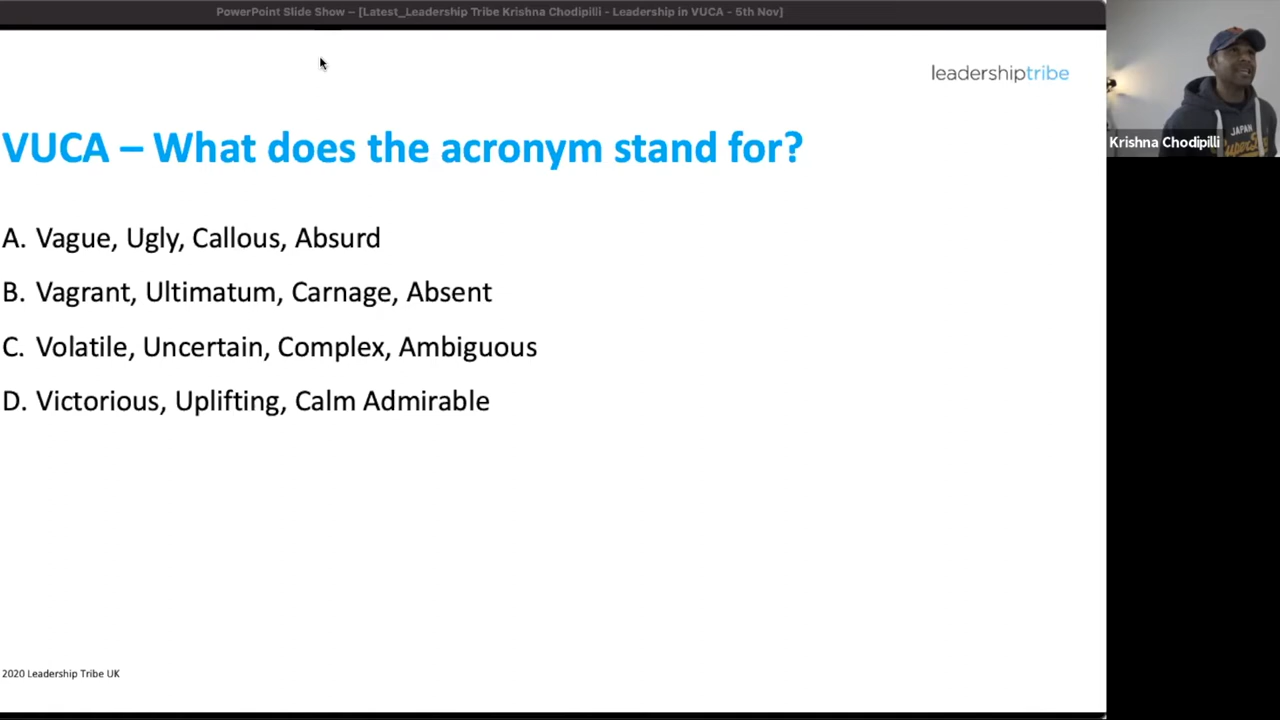 PowerPoint Slide Show – [Latest_Leadership Tribe Krishna Chodipilli - Leadership in VUCA - 5th Nov]
leadershiptribe
VUCA – What does the acronym stand for?
A. Vague, Ugly, Callous, Absurd
B. Vagrant, Ultimatum, Carnage, Absent
C. Volatile, Uncertain, Complex, Ambiguous
D. Victorious, Uplifting, Calm Admirable
2020 Leadership Tribe UK
JAPAN
Krishna Chodipilli